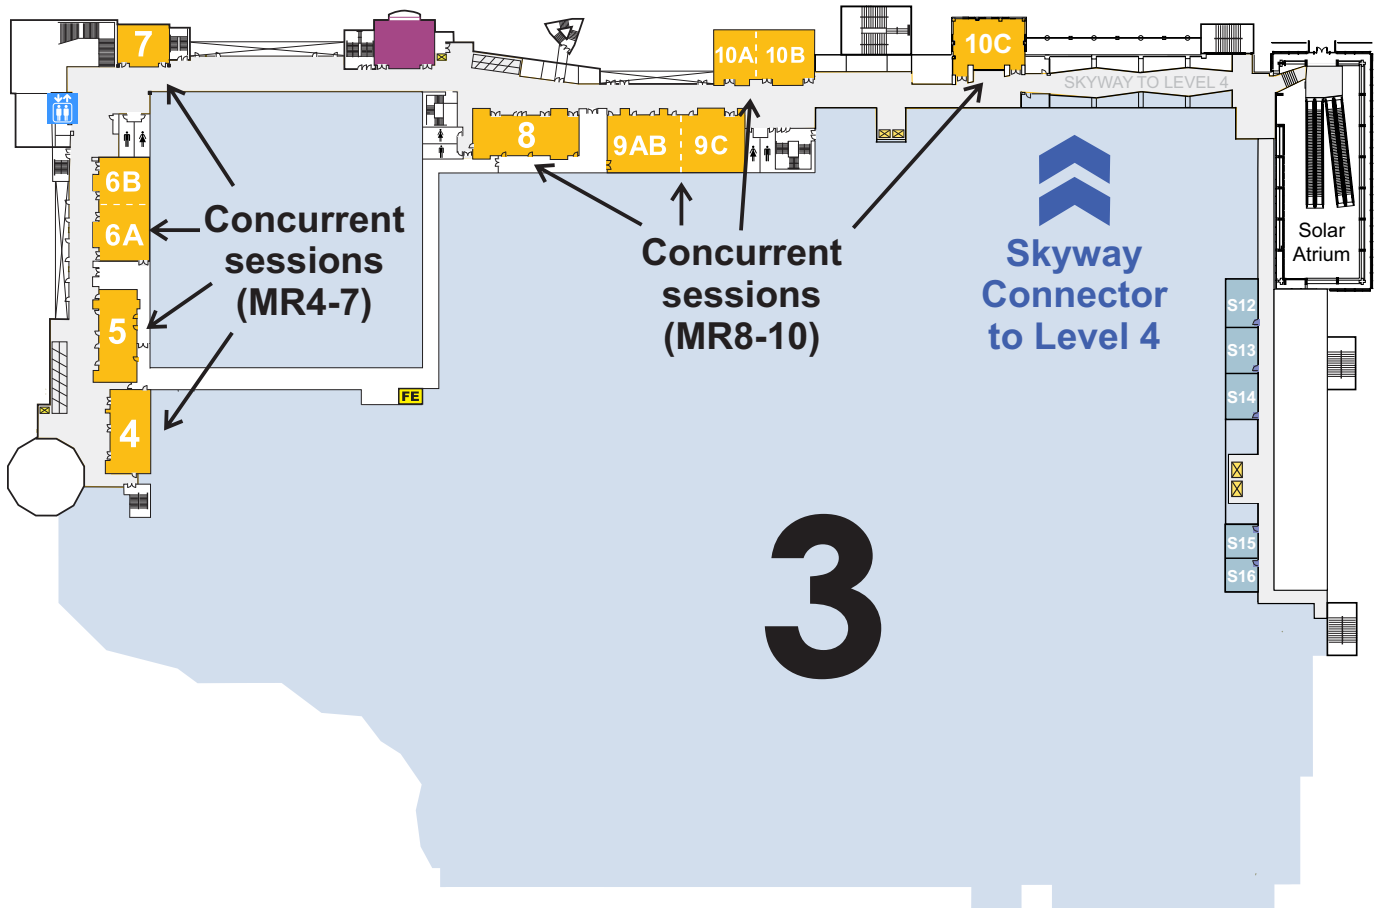 7
10A
10B
10C
SKYWAY TO LEVEL 4
8
9AB
9C
6B
6A
Concurrent
sessions
(MR4-7)
Concurrent
sessions
(MR8-10)
Skyway
Connector
to Level 4
Solar
Atrium
5
S12
S13
S14
FE
4
3
S15
S16